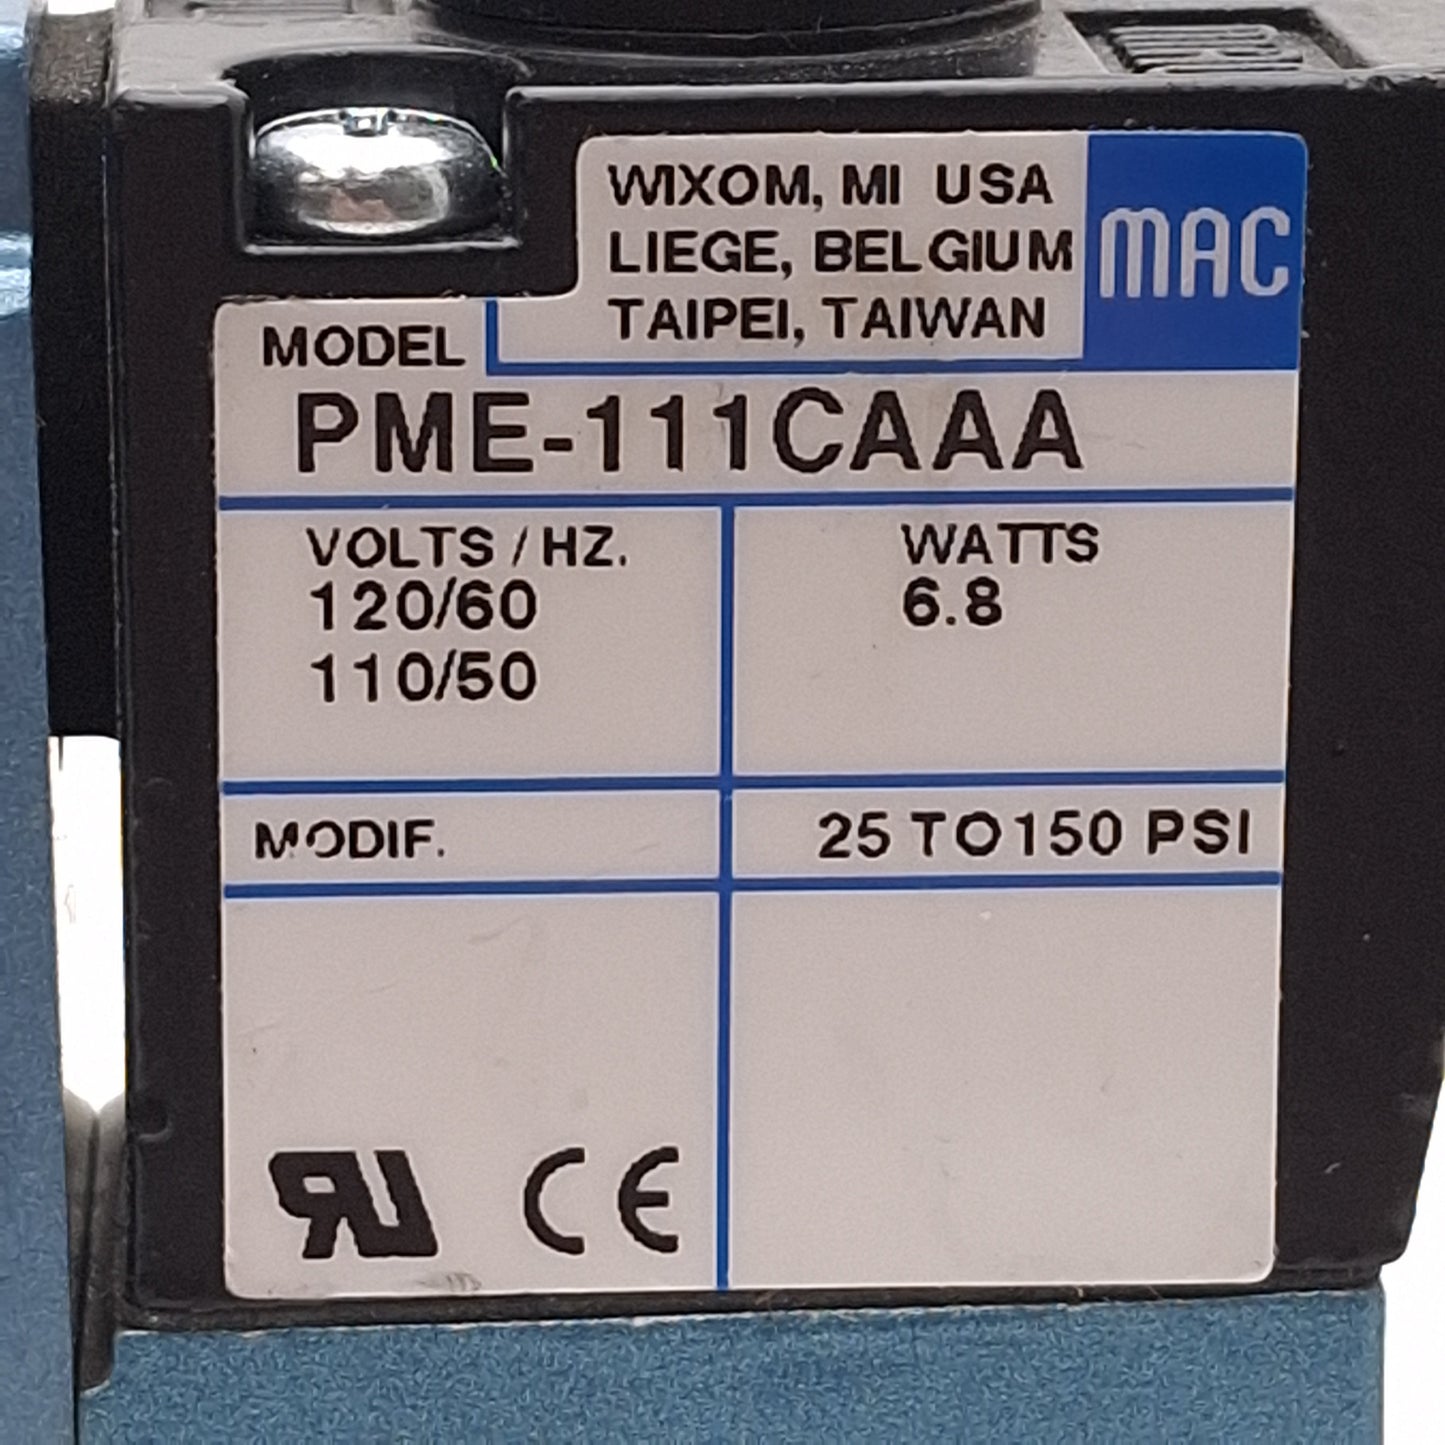 WIXOM, MI USA
LIEGE, BELGIUM
TAIPEI, TAIWAN
MAC
MODEL
PME-111CAAA
VOLTS / HZ.
120/60
110/50
WATTS
6.8
MODIF.
25 TO 150 PSI
CE